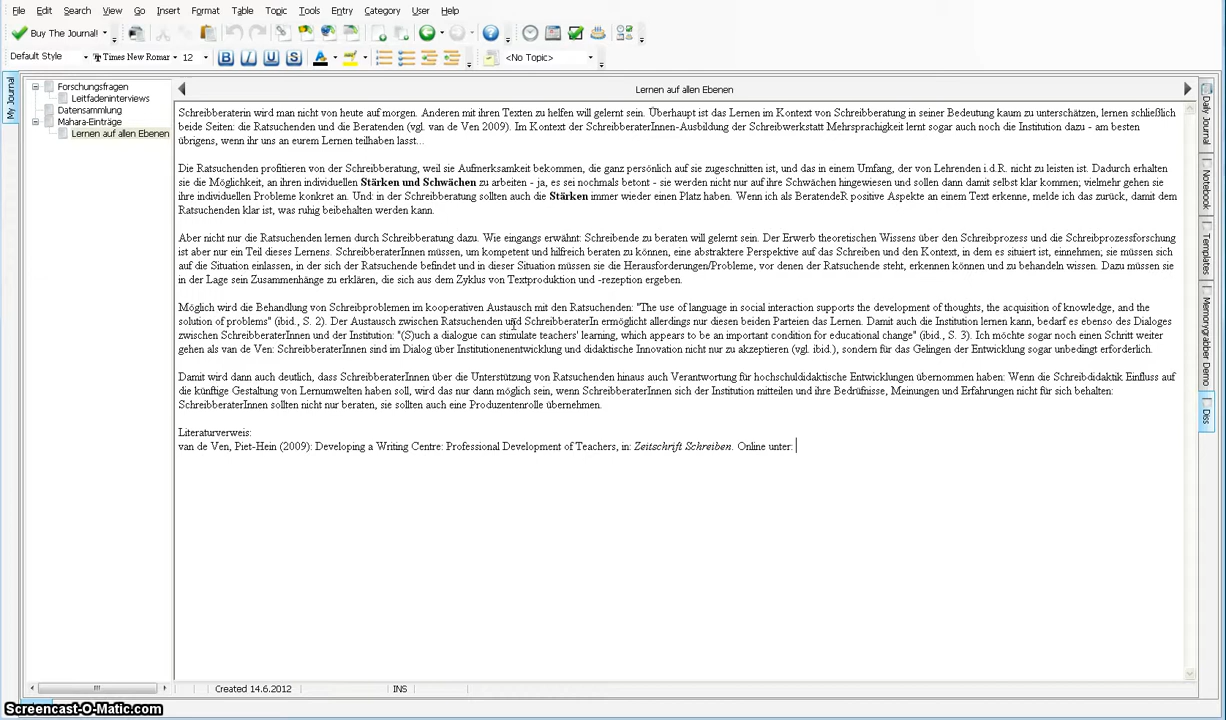 File Edit Search View Go Insert Format Table Topic Tools Entry Category User Help
Buy The Journal!
Default Style Times New Roman 12 B I U S A <No Topic>
My Journal
Forschungsfragen
Leitfadeninterviews
Datensammlung
Mahara-Einträge
Lernen auf allen Ebenen
Lernen auf allen Ebenen
Schreibberaterin wird man nicht von heute auf morgen. Anderen mit ihren Texten zu helfen will gelernt sein. Überhaupt ist das Lernen im Kontext von Schreibberatung in seiner Bedeutung kaum zu unterschätzen, lernen schließlich
beide Seiten: die Ratsuchenden und die Beratenden (vgl. van de Ven 2009). Im Kontext der SchreibberaterInnen-Ausbildung der Schreibwerkstatt Mehrsprachigkeit lernt sogar auch noch die Institution dazu - am besten
übrigens, wenn ihr uns an eurem Lernen teilhaben lasst...
Die Ratsuchenden profitieren von der Schreibberatung, weil sie Aufmerksamkeit bekommen, die ganz persönlich auf sie zugeschnitten ist, und das in einem Umfang, der von Lehrenden i.d.R. nicht zu leisten ist. Dadurch erhalten
sie die Möglichkeit, an ihren individuellen Stärken und Schwächen zu arbeiten - ja, es sei nochmals betont - sie werden nicht nur auf ihre Schwächen hingewiesen und sollen dann damit selbst klar kommen; vielmehr gehen sie
ihre individuellen Probleme konkret an. Und: in der Schreibberatung sollten auch die Stärken immer wieder einen Platz haben. Wenn ich als BeratendeR positive Aspekte an einem Text erkenne, melde ich das zurück, damit dem
Ratsuchenden klar ist, was ruhig beibehalten werden kann.
Aber nicht nur die Ratsuchenden lernen durch Schreibberatung dazu. Wie eingangs erwähnt: Schreibende zu beraten will gelernt sein. Der Erwerb theoretischen Wissens über den Schreibprozess und die Schreibprozessforschung
ist aber nur ein Teil dieses Lernens. SchreibberaterInnen müssen, um kompetent und hilfreich beraten zu können, eine abstraktere Perspektive auf das Schreiben und den Kontext, in dem es situiert ist, einnehmen; sie müssen sich
auf die Situation einlassen, in der sich der Ratsuchende befindet und in dieser Situation müssen sie die Herausforderungen/Probleme, vor denen der Ratsuchende steht, erkennen können und zu behandeln wissen. Dazu müssen sie
in der Lage sein Zusammenhänge zu erklären, die sich aus dem Zyklus von Textproduktion und -rezeption ergeben.
Möglich wird die Behandlung von Schreibproblemen im kooperativen Austausch mit den Ratsuchenden: "The use of language in social interaction supports the development of thoughts, the acquisition of knowledge, and the
solution of problems" (ibid., S. 2). Der Austausch zwischen Ratsuchenden und SchreibberaterIn ermöglicht allerdings nur diesen beiden Parteien das Lernen. Damit auch die Institution lernen kann, bedarf es ebenso des Dialoges
zwischen SchreibberaterInnen und der Institution: "(S)uch a dialogue can stimulate teachers' learning, which appears to be an important condition for educational change" (ibid., S. 3). Ich möchte sogar noch einen Schritt weiter
gehen als van de Ven: SchreibberaterInnen sind im Dialog über Institutionenentwicklung und didaktische Innovation nicht nur zu akzeptieren (vgl. ibid.), sondern für das Gelingen der Entwicklung sogar unbedingt erforderlich.
Damit wird dann auch deutlich, dass SchreibberaterInnen über die Unterstützung von Ratsuchenden hinaus auch Verantwortung für hochschuldidaktische Entwicklungen übernommen haben: Wenn die Schreibdidaktik Einfluss auf
die künftige Gestaltung von Lernumwelten haben soll, wird das nur dann möglich sein, wenn SchreibberaterInnen sich der Institution mitteilen und ihre Bedürfnisse, Meinungen und Erfahrungen nicht für sich behalten:
SchreibberaterInnen sollten nicht nur beraten, sie sollten auch eine Produzentenrolle übernehmen.
Literaturverweis:
van de Ven, Piet-Hein (2009): Developing a Writing Centre: Professional Development of Teachers, in: Zeitschrift Schreiben. Online unter:
Daily Journal
Notebook
Templates
Memorygrabber Demo
Diss
Created 14.6.2012 INS
Screencast-O-Matic.com